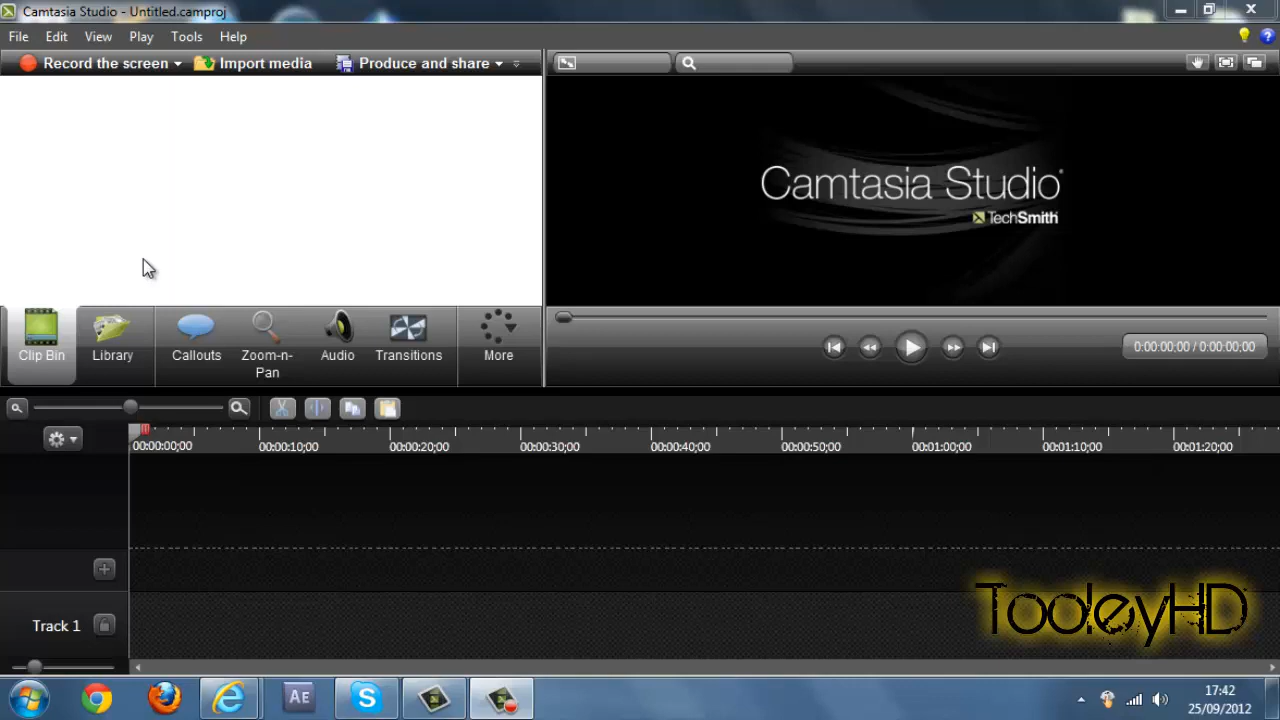 Camtasia Studio - Untitled.camproj
File Edit View Play Tools Help
Record the screen Import media Produce and share
Camtasia Studio
TechSmith
Clip Bin Library Callouts Zoom-n-Pan Audio Transitions More
0:00:00;00 / 0:00:00;00
00:00:00;00 00:00:10;00 00:00:20;00 00:00:30;00 00:00:40;00 00:00:50;00 00:01:00;00 00:01:10;00 00:01:20;00
Track 1
TooleyHD
AE
17:42
25/09/2012